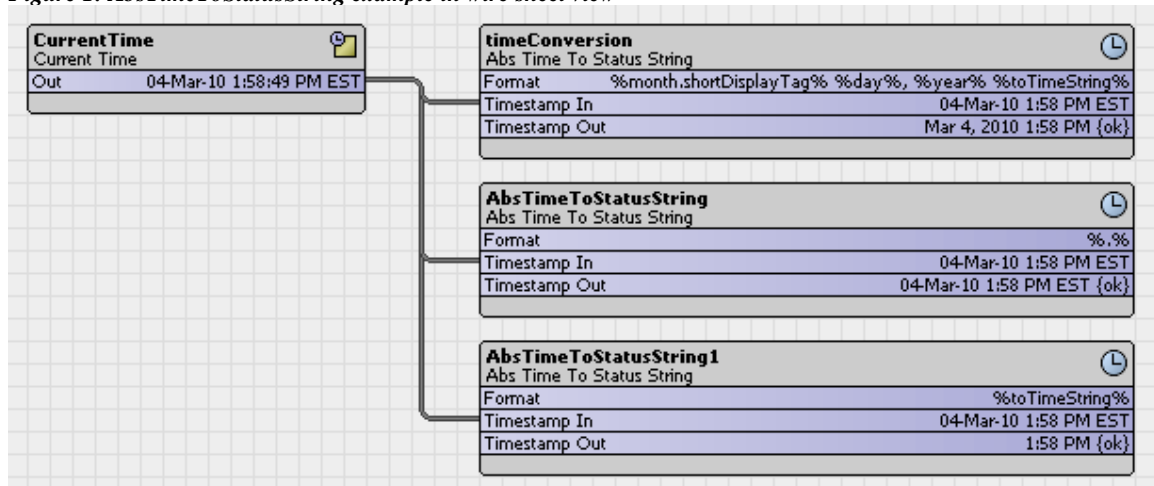 Figure 1. AbsTimeToStatusString example in wire sheet view
CurrentTime
Current Time
Out 04-Mar-10 1:58:49 PM EST
timeConversion
Abs Time To Status String
Format %month.shortDisplayTag% %day%, %year% %toTimeString%
Timestamp In 04-Mar-10 1:58 PM EST
Timestamp Out Mar 4, 2010 1:58 PM {ok}
AbsTimeToStatusString
Abs Time To Status String
Format %.%
Timestamp In 04-Mar-10 1:58 PM EST
Timestamp Out 04-Mar-10 1:58 PM EST {ok}
AbsTimeToStatusString1
Abs Time To Status String
Format %toTimeString%
Timestamp In 04-Mar-10 1:58 PM EST
Timestamp Out 1:58 PM {ok}